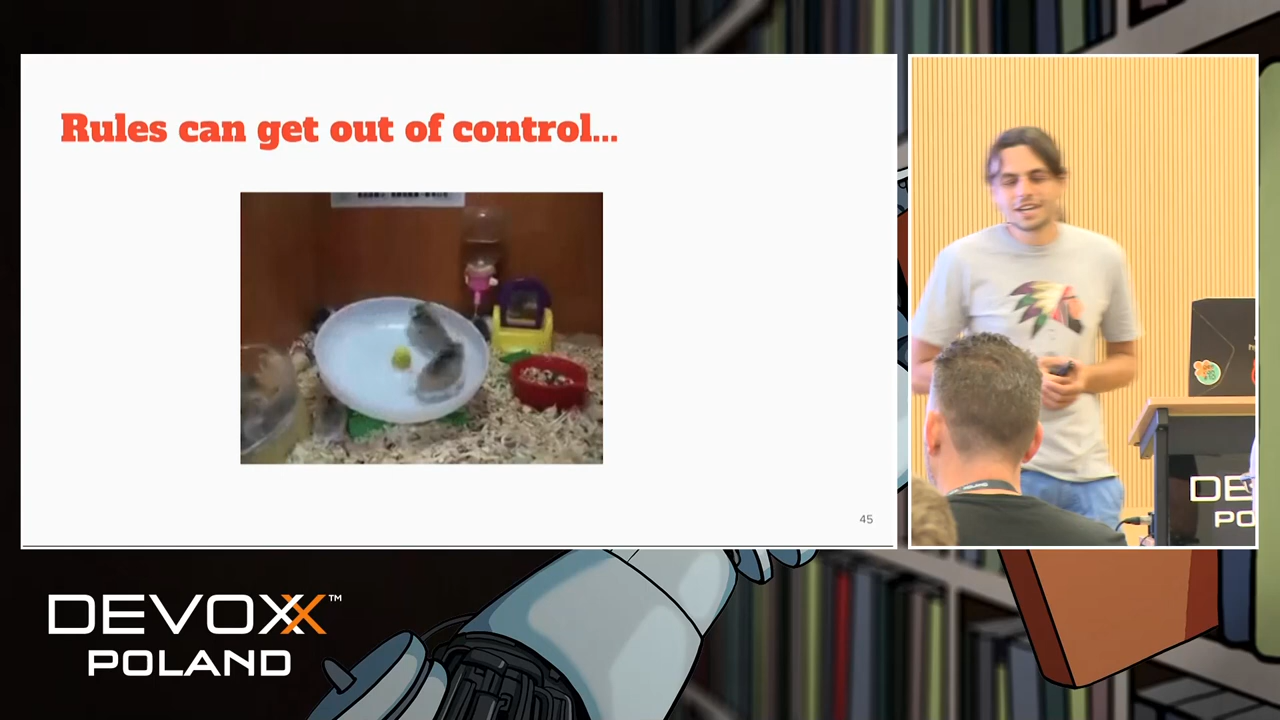 Rules can get out of control...
45
DE
PO
DEVOXX™
POLAND